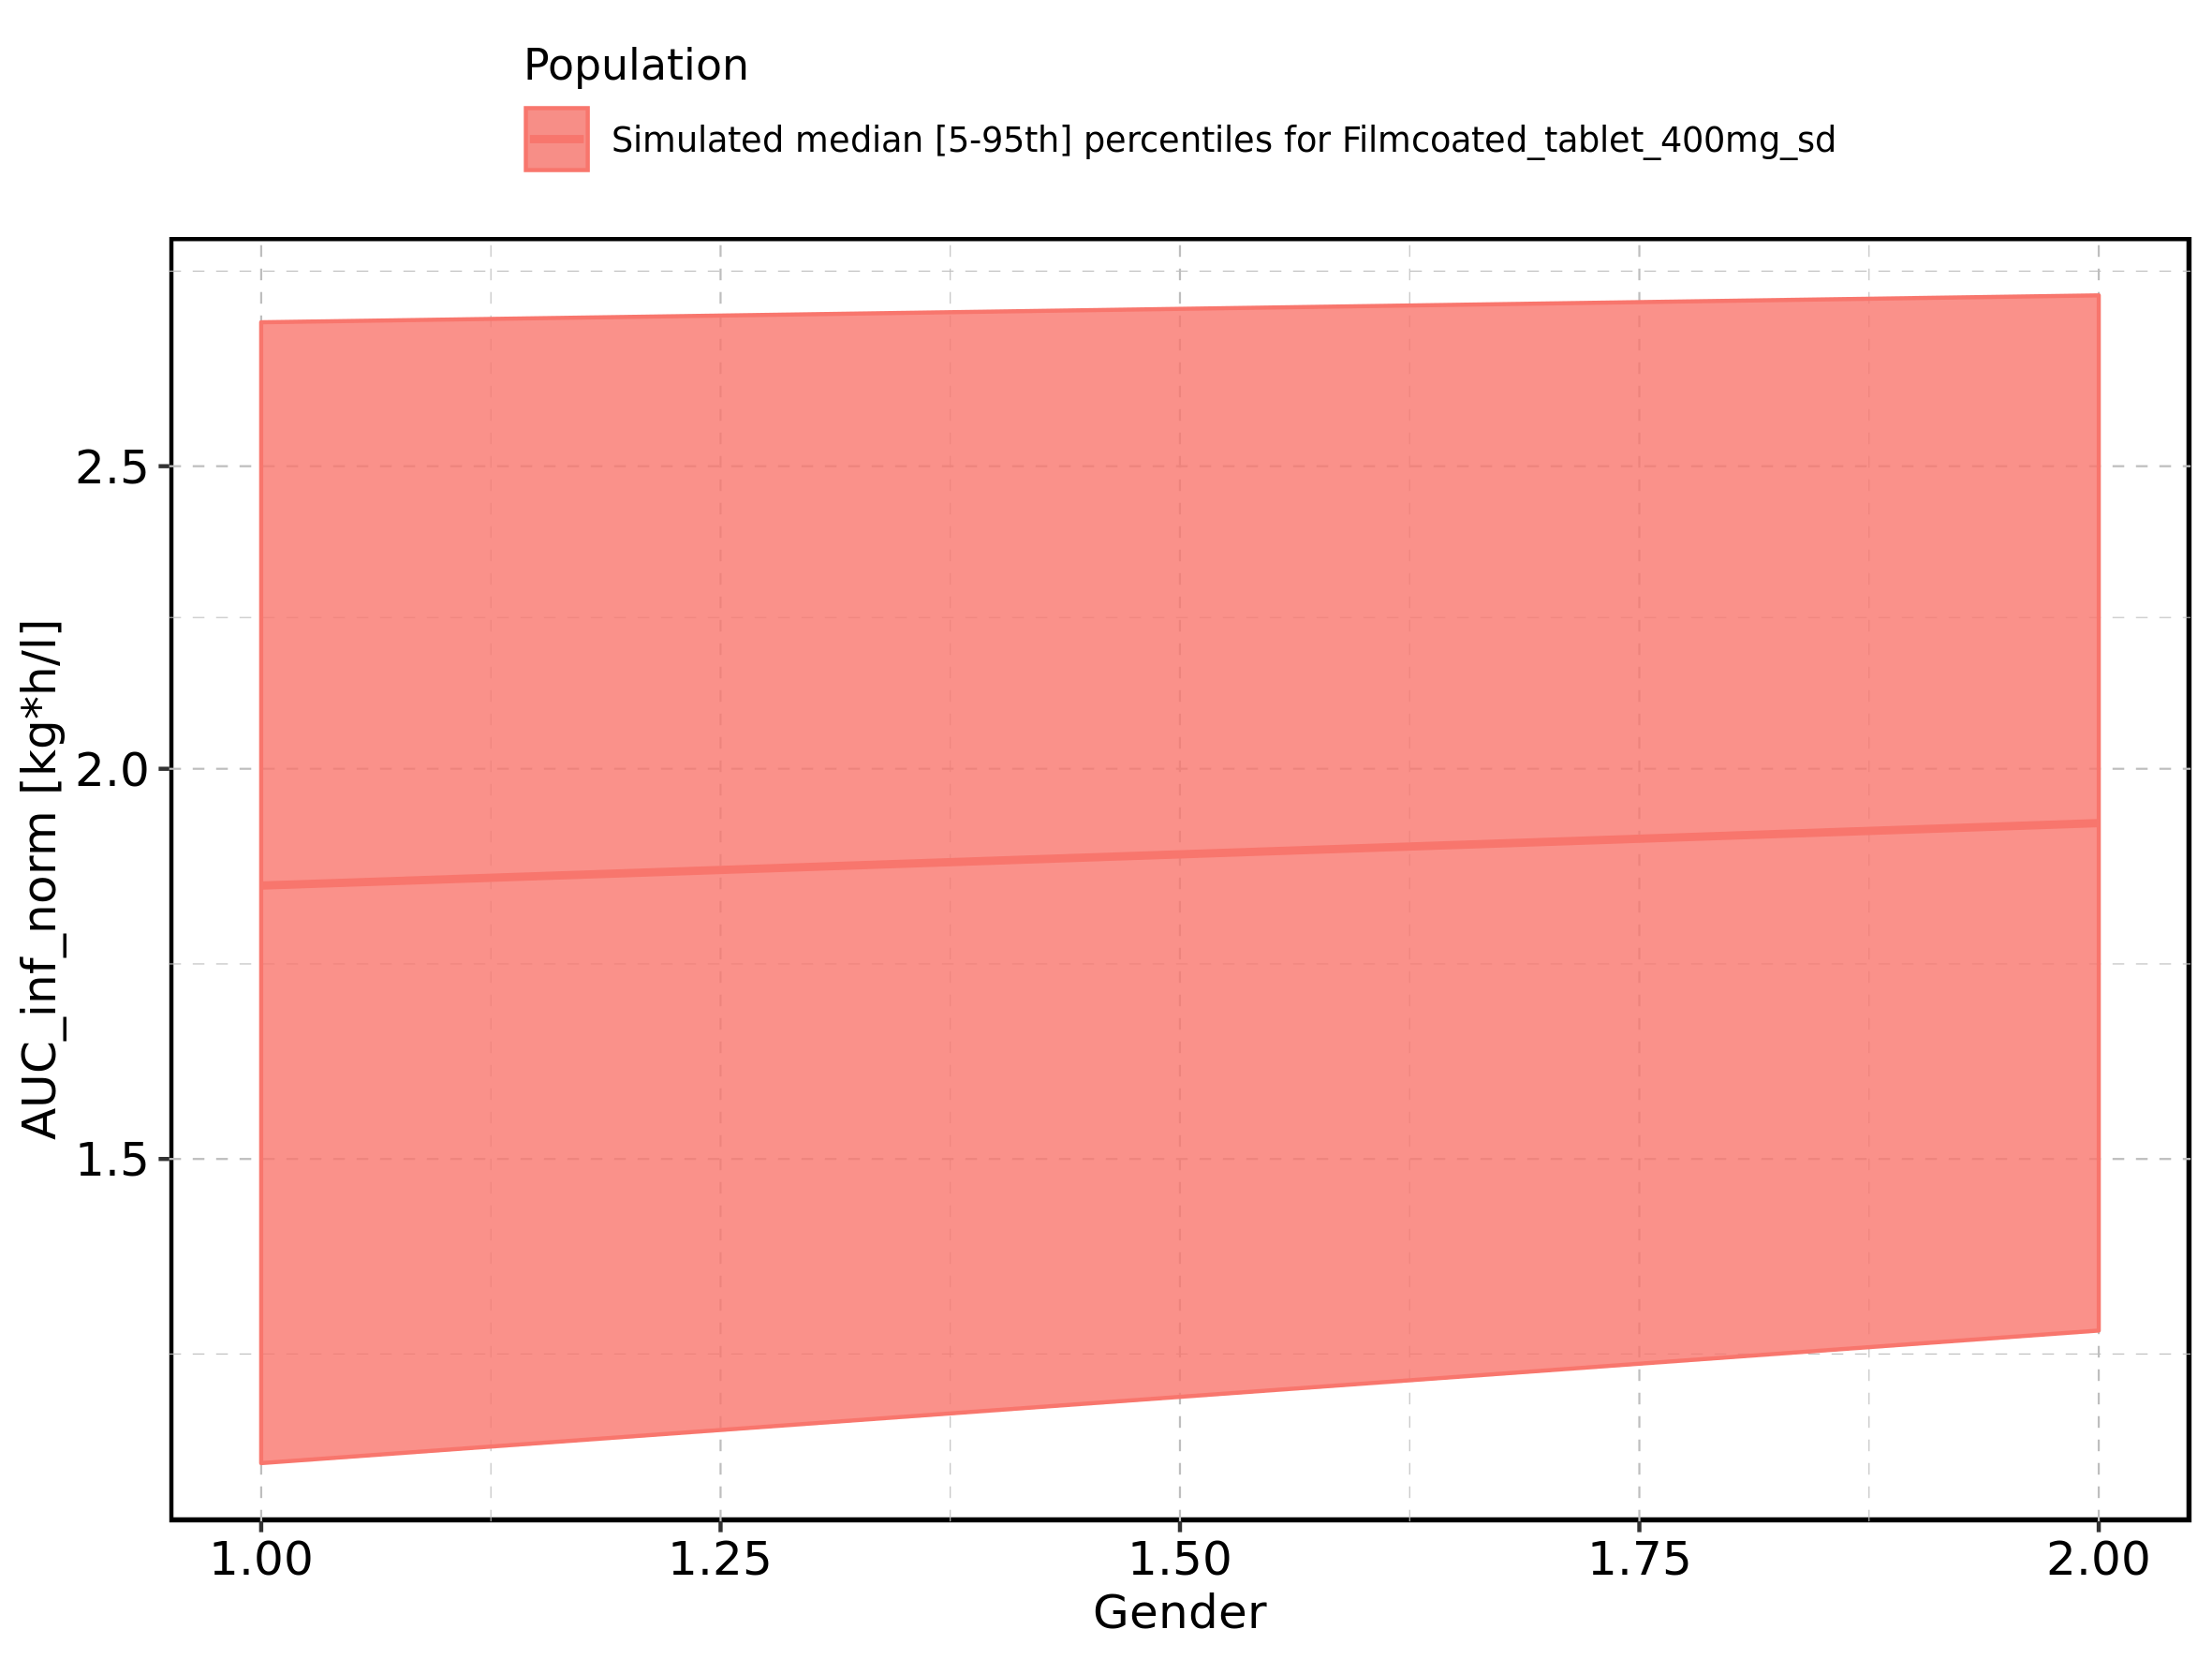 Population
Simulated median [5-95th] percentiles for Filmcoated_tablet_400mg_sd
AUC_inf_norm [kg*h/l]
2.5
2.0
1.5
1.00 1.25 1.50 1.75 2.00
Gender